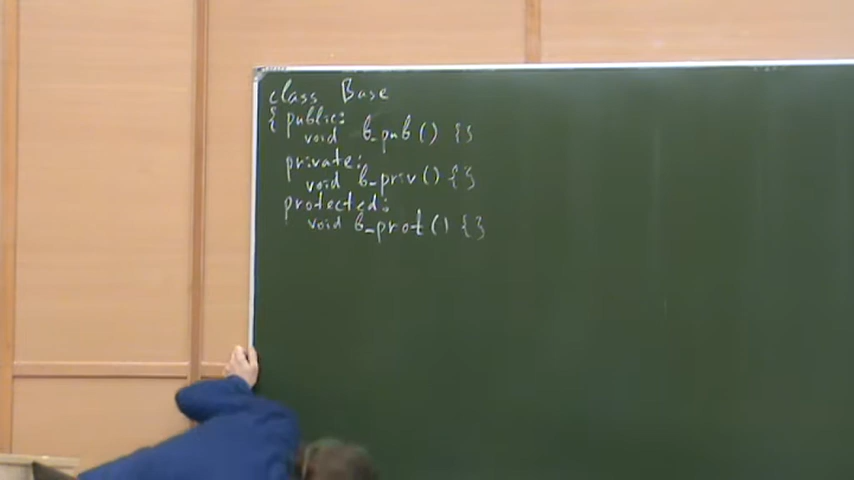 class Base
{ public:
void b_pub() {}
private:
void b_priv() {}
protected:
void b_prot() {}